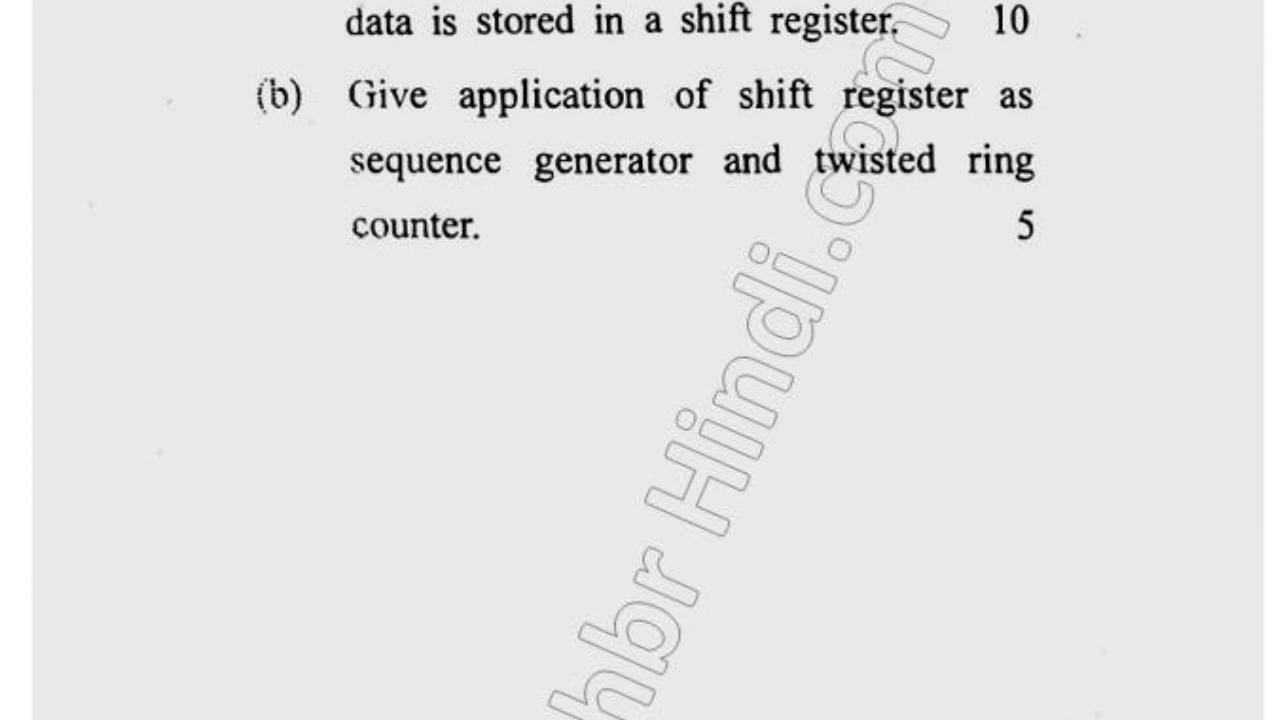 data is stored in a shift register. 10
(b) Give application of shift register as
sequence generator and twisted ring
counter. 5
hbr Hindi.com